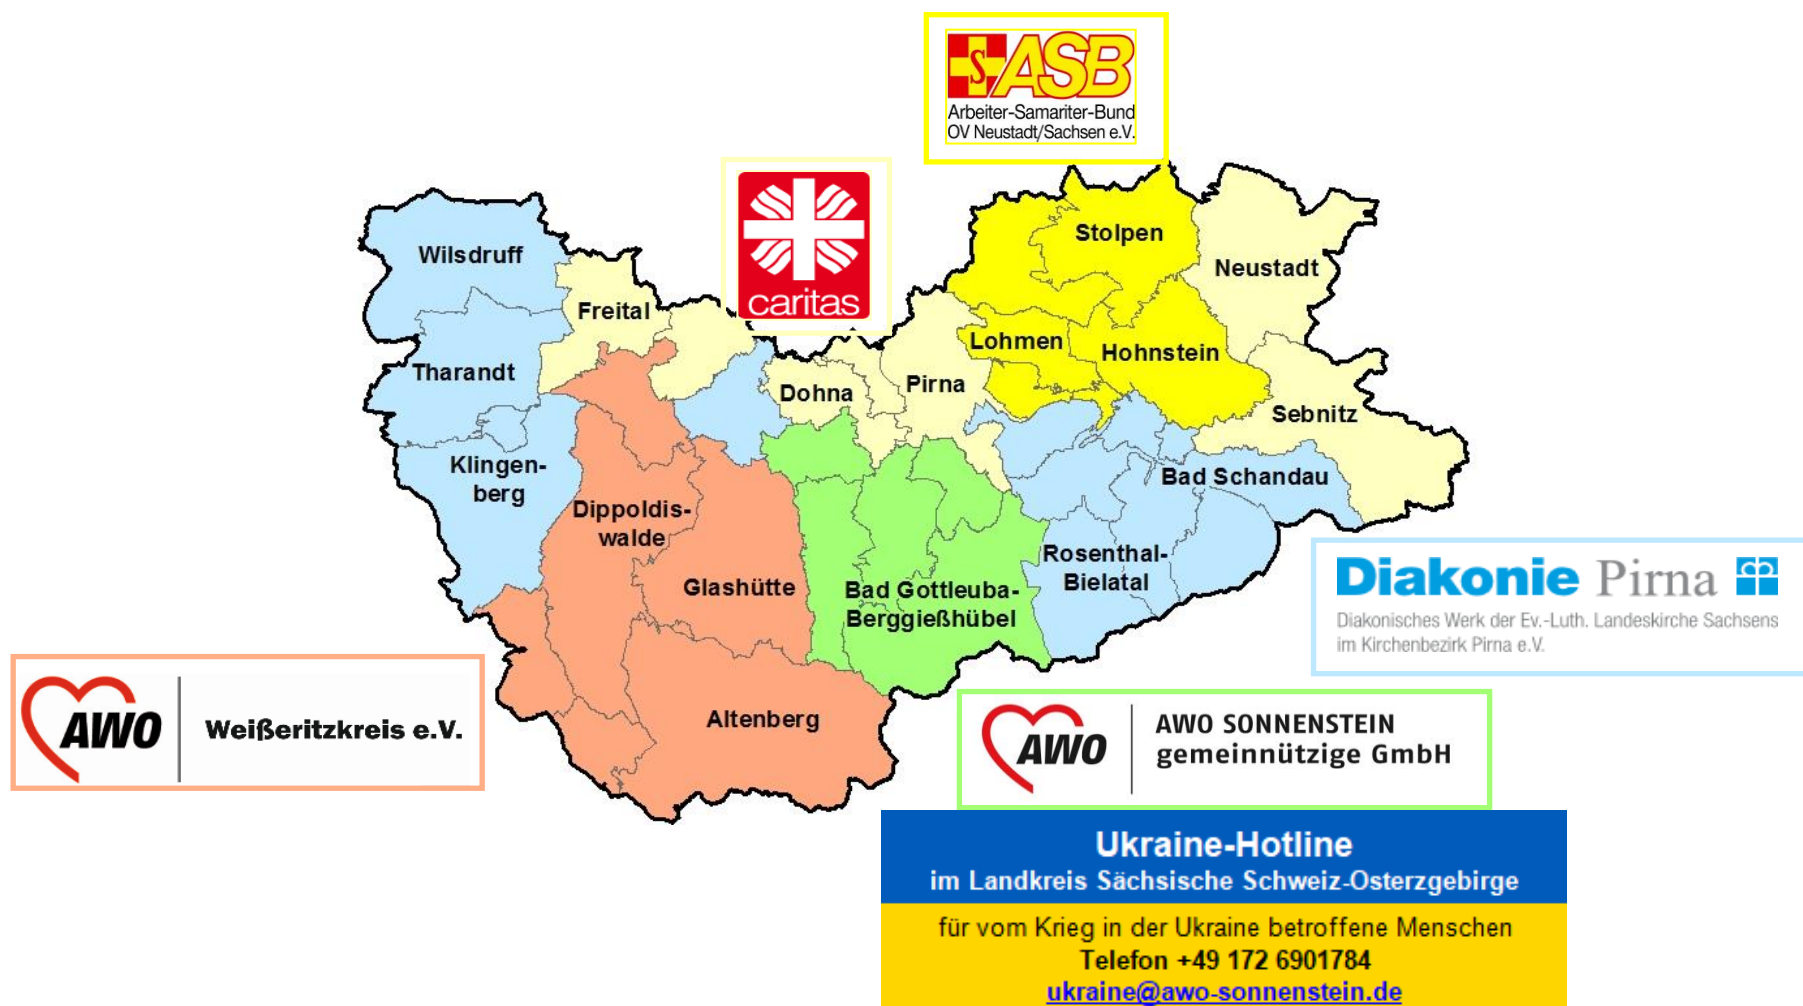 ASB
Arbeiter-Samariter-Bund
OV Neustadt/Sachsen e.V.
caritas
Wilsdruff
Freital
Tharandt
Klingen-
berg
Dippoldis-
walde
Glashütte
Altenberg
Dohna
Pirna
Stolpen
Neustadt
Lohmen
Hohnstein
Sebnitz
Bad Schandau
Rosenthal-
Bielatal
Bad Gottleuba-
Berggießhübel
Diakonie Pirna
Diakonisches Werk der Ev.-Luth. Landeskirche Sachsens
im Kirchenbezirk Pirna e.V.
AWO
Weißeritzkreis e.V.
AWO
AWO SONNENSTEIN
gemeinnützige GmbH
Ukraine-Hotline
im Landkreis Sächsische Schweiz-Osterzgebirge
für vom Krieg in der Ukraine betroffene Menschen
Telefon +49 172 6901784
ukraine@awo-sonnenstein.de